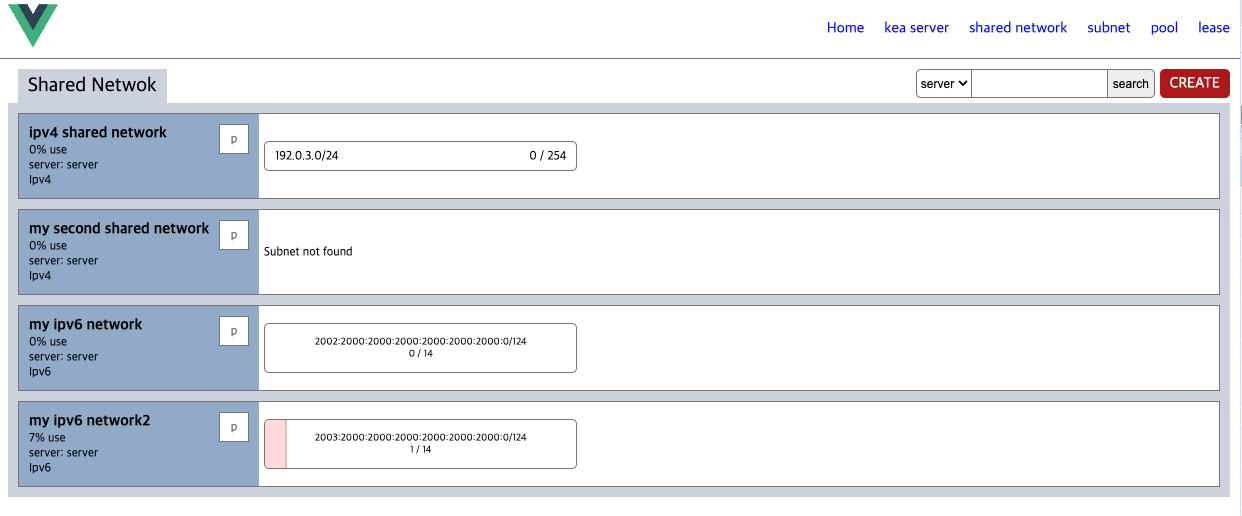 Home kea server shared network subnet pool lease
Shared Netwok
server search CREATE
ipv4 shared network
p
0% use
server: server
Ipv4
192.0.3.0/24 0 / 254
my second shared network
p
0% use
server: server
Ipv4
Subnet not found
my ipv6 network
p
0% use
server: server
Ipv6
2002:2000:2000:2000:2000:2000:2000:0/124
0 / 14
my ipv6 network2
p
7% use
server: server
Ipv6
2003:2000:2000:2000:2000:2000:2000:0/124
1 / 14